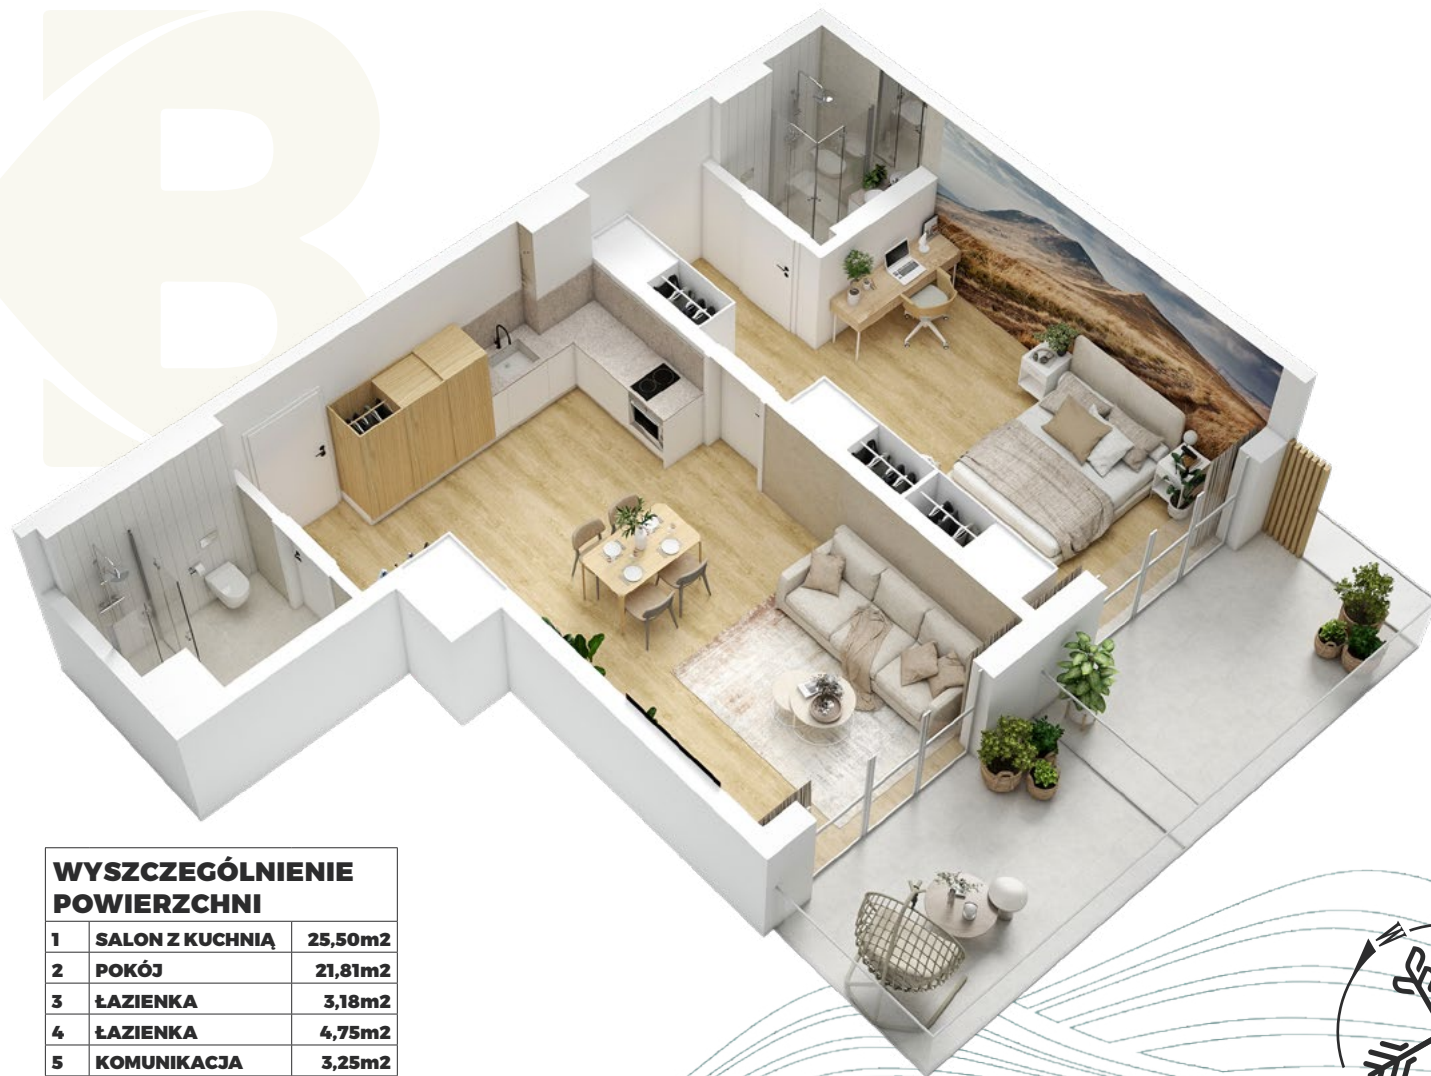 B
WYSZCZEGÓLNIENIE
POWIERZCHNI
1 SALON Z KUCHNIĄ 25,50m2
2 POKÓJ 21,81m2
3 ŁAZIENKA 3,18m2
4 ŁAZIENKA 4,75m2
5 KOMUNIKACJA 3,25m2
W